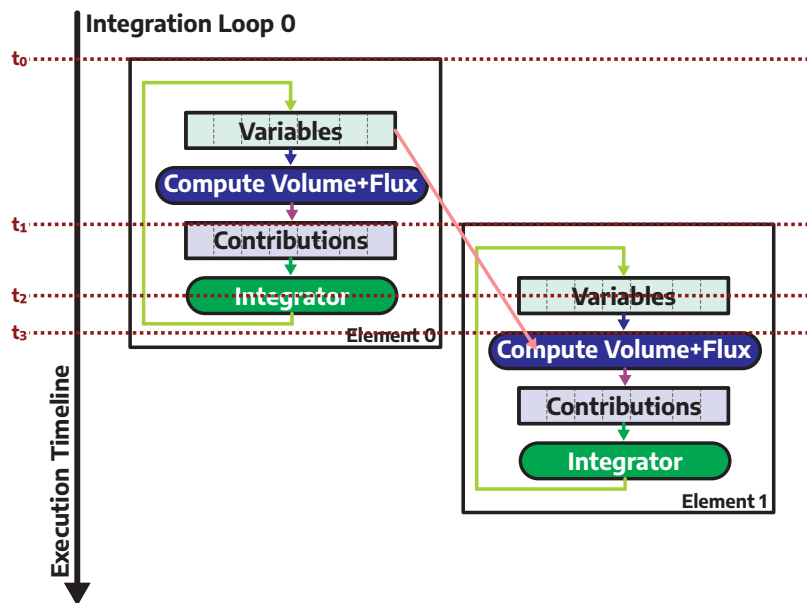 Integration Loop 0
t₀
Variables
Compute Volume+Flux
t₁
Contributions
t₂
Integrator
Variables
t₃
Element 0
Compute Volume+Flux
Contributions
Integrator
Element 1
Execution Timeline